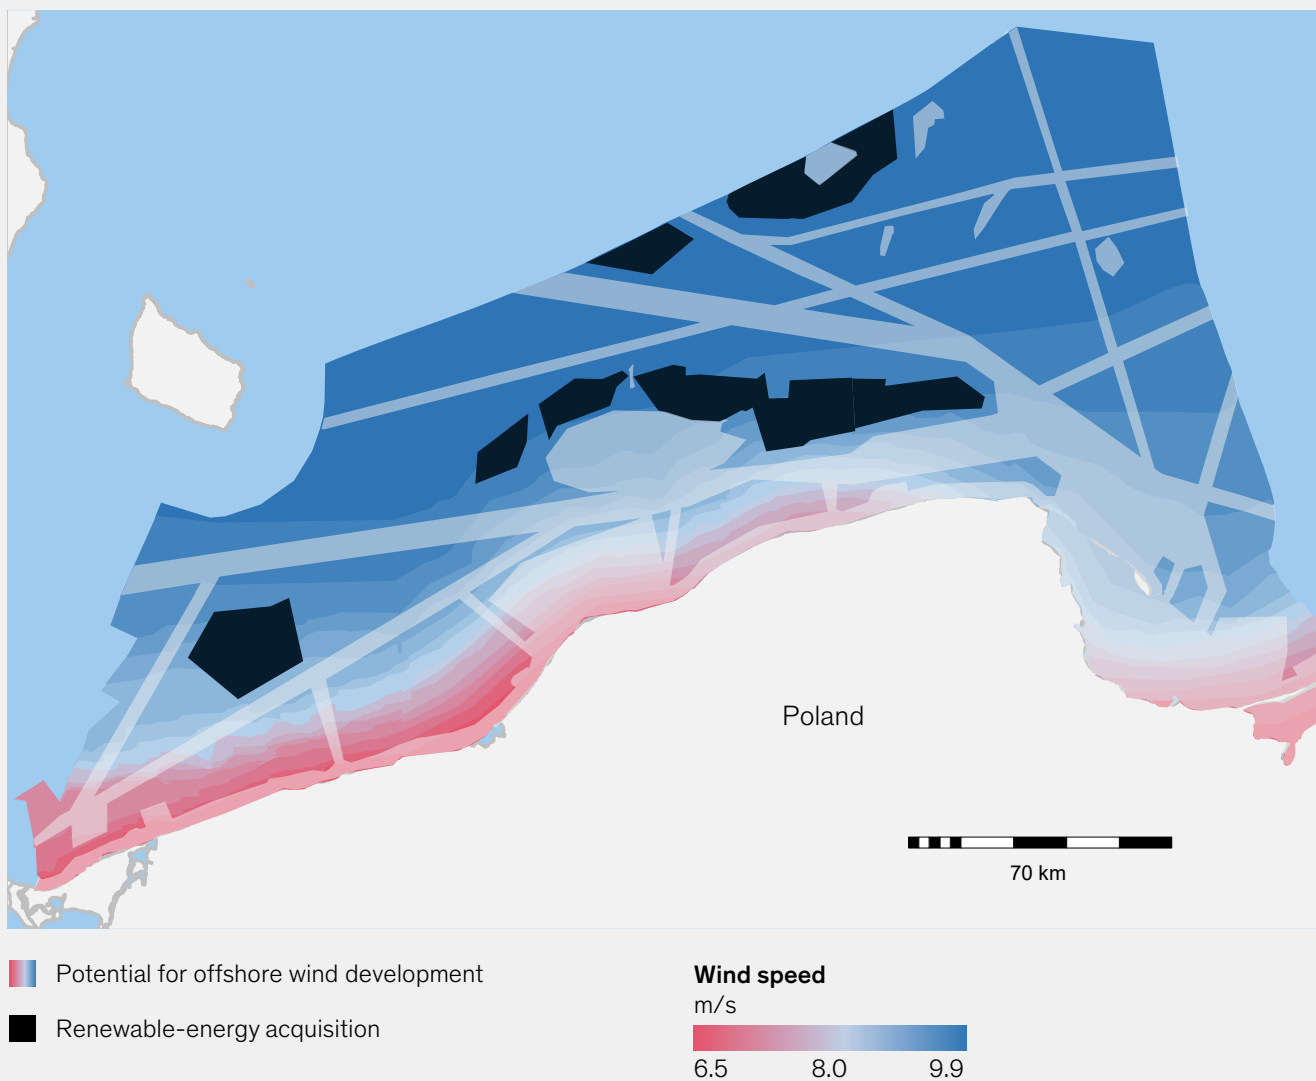 Poland
70 km
Potential for offshore wind development
Renewable-energy acquisition
Wind speed
m/s
6.5 8.0 9.9